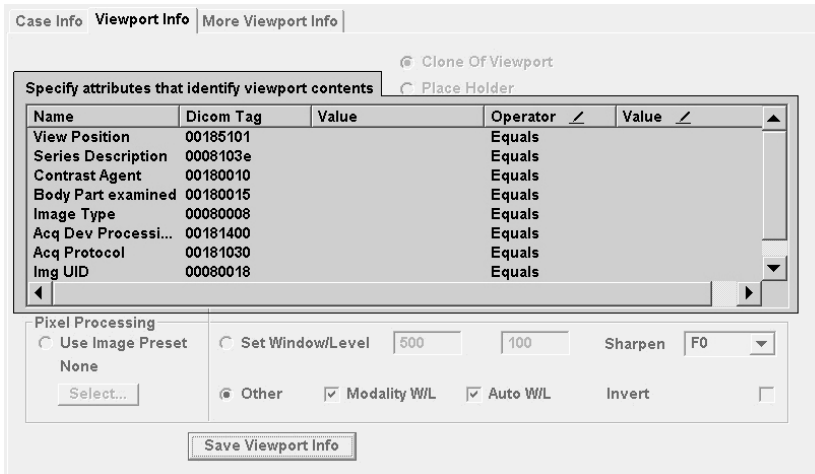 Case Info Viewport Info More Viewport Info
Clone Of Viewport
Specify attributes that identify viewport contents Place Holder
Name Dicom Tag Value Operator Value
View Position 00185101 Equals
Series Description 0008103e Equals
Contrast Agent 00180010 Equals
Body Part examined 00180015 Equals
Image Type 00080008 Equals
Acq Dev Processi... 00181400 Equals
Acq Protocol 00181030 Equals
Img UID 00080018 Equals
Pixel Processing
Use Image Preset Set Window/Level 500 100 Sharpen F0
None
Select... Other Modality W/L Auto W/L Invert
Save Viewport Info